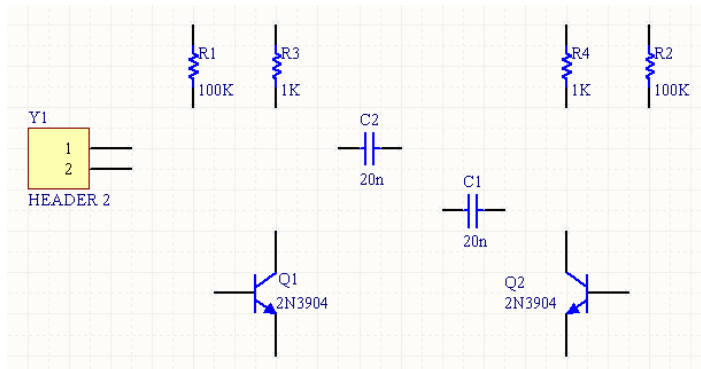 R1
100K
R3
1K
R4
1K
R2
100K
Y1
1
2
HEADER 2
C2
20n
C1
20n
Q1
2N3904
Q2
2N3904